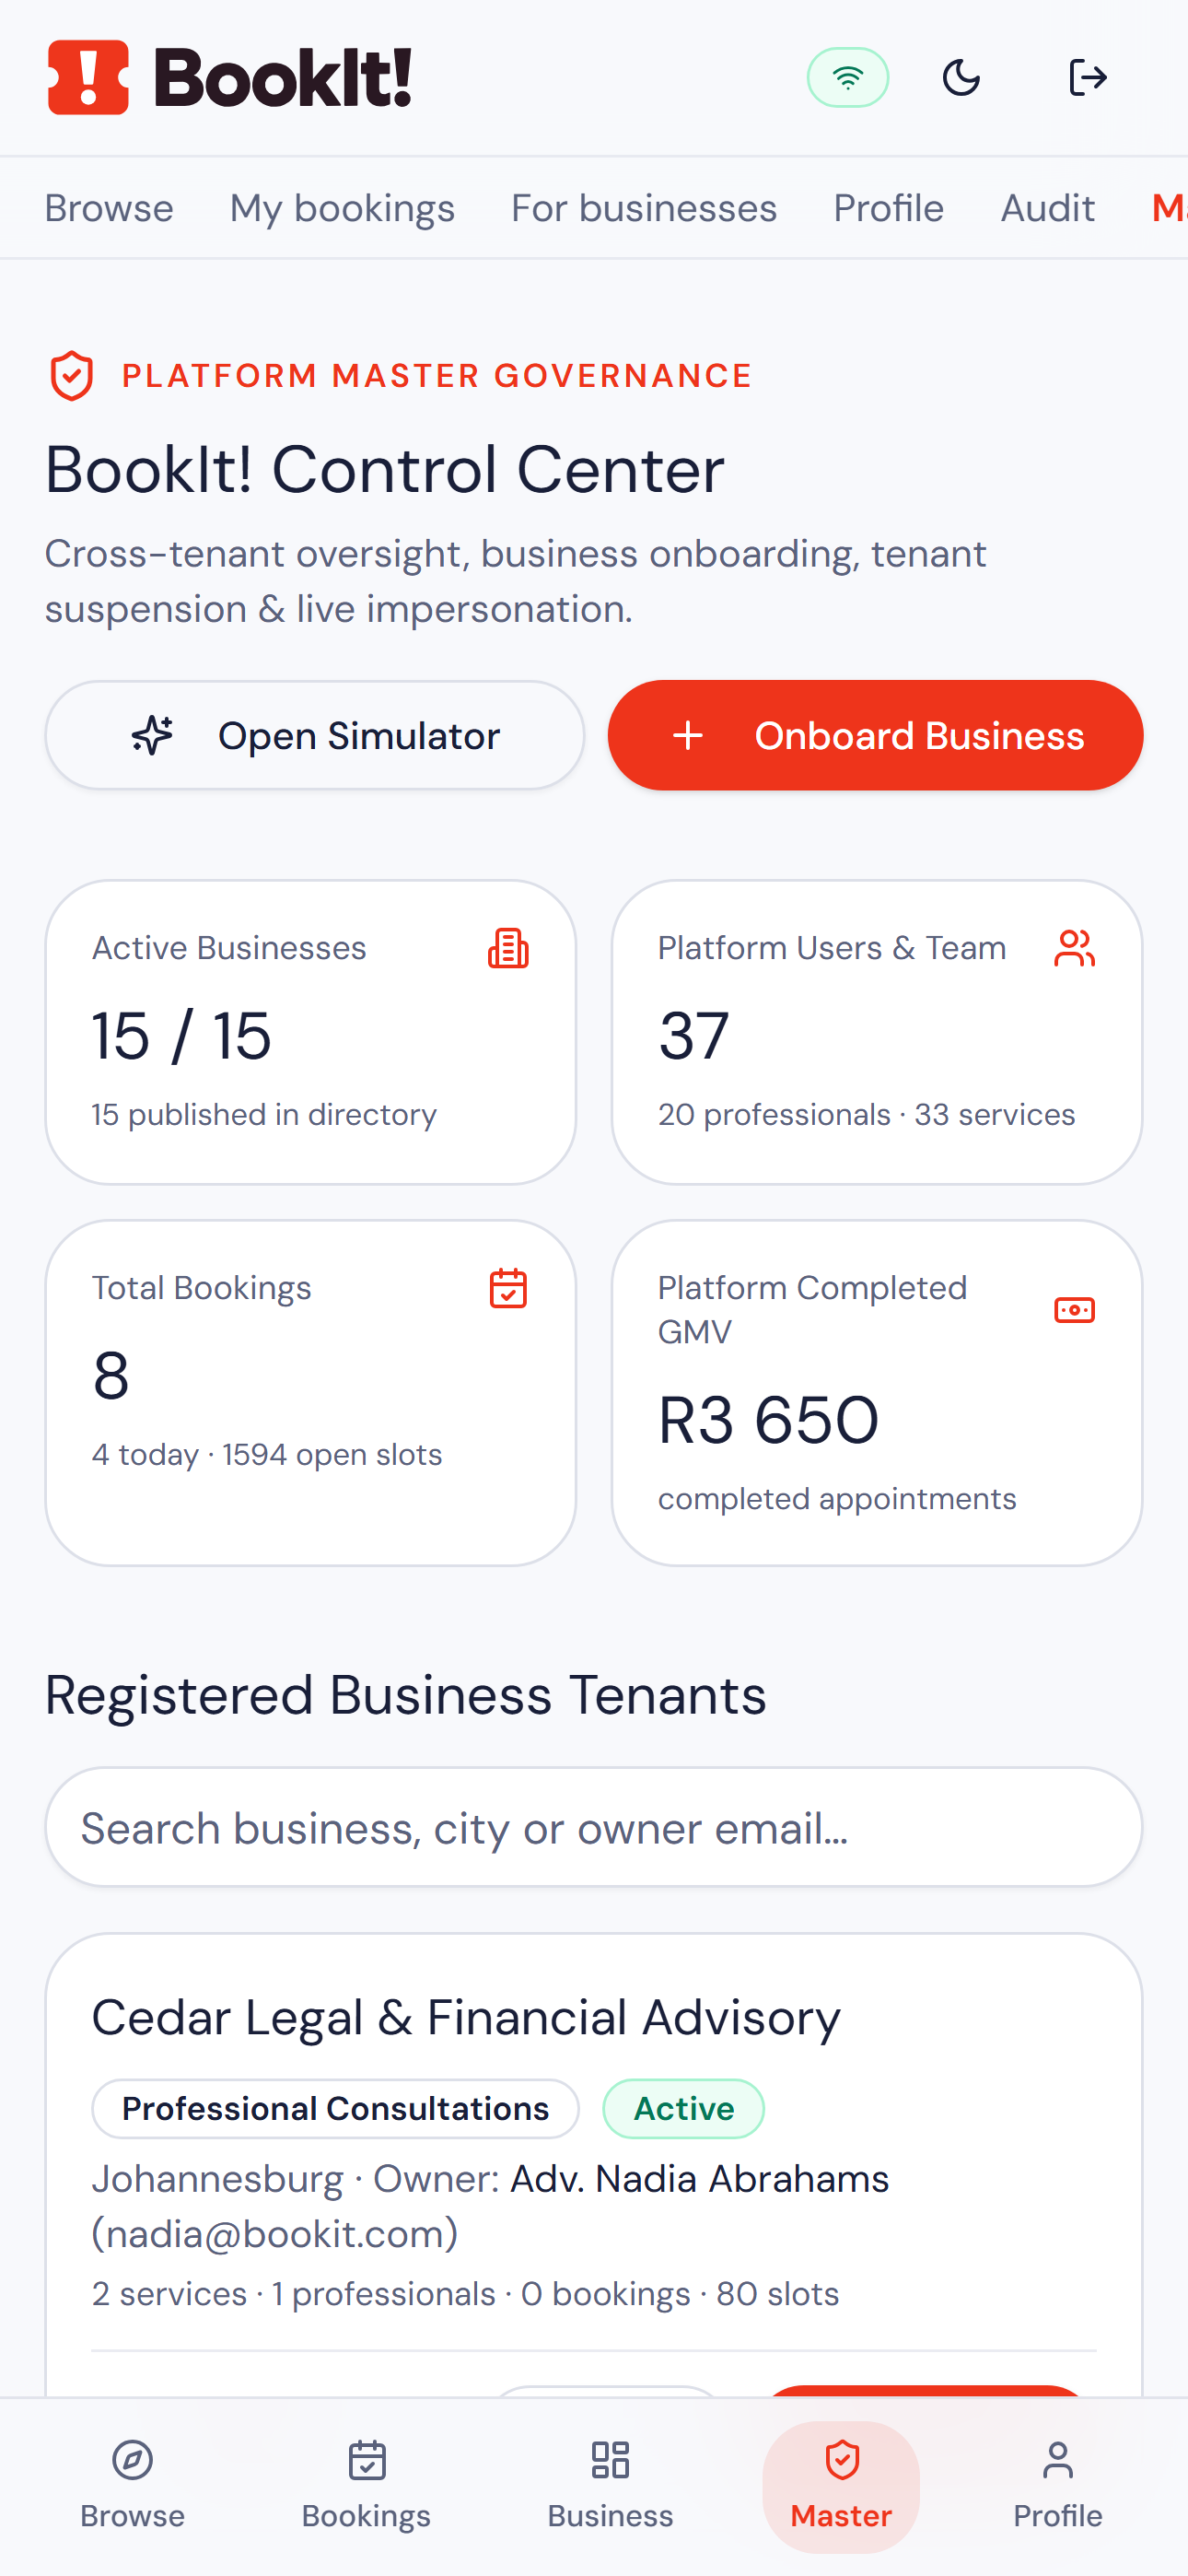 BookIt!
Browse My bookings For businesses Profile Audit
PLATFORM MASTER GOVERNANCE
BookIt! Control Center
Cross-tenant oversight, business onboarding, tenant
suspension & live impersonation.
Open Simulator
Onboard Business
Active Businesses
15 / 15
15 published in directory
Platform Users & Team
37
20 professionals · 33 services
Total Bookings
8
4 today · 1594 open slots
Platform Completed
GMV
R3 650
completed appointments
Registered Business Tenants
Search business, city or owner email...
Cedar Legal & Financial Advisory
Professional Consultations Active
Johannesburg · Owner: Adv. Nadia Abrahams
(nadia@bookit.com)
2 services · 1 professionals · 0 bookings · 80 slots
Browse Bookings Business Master Profile